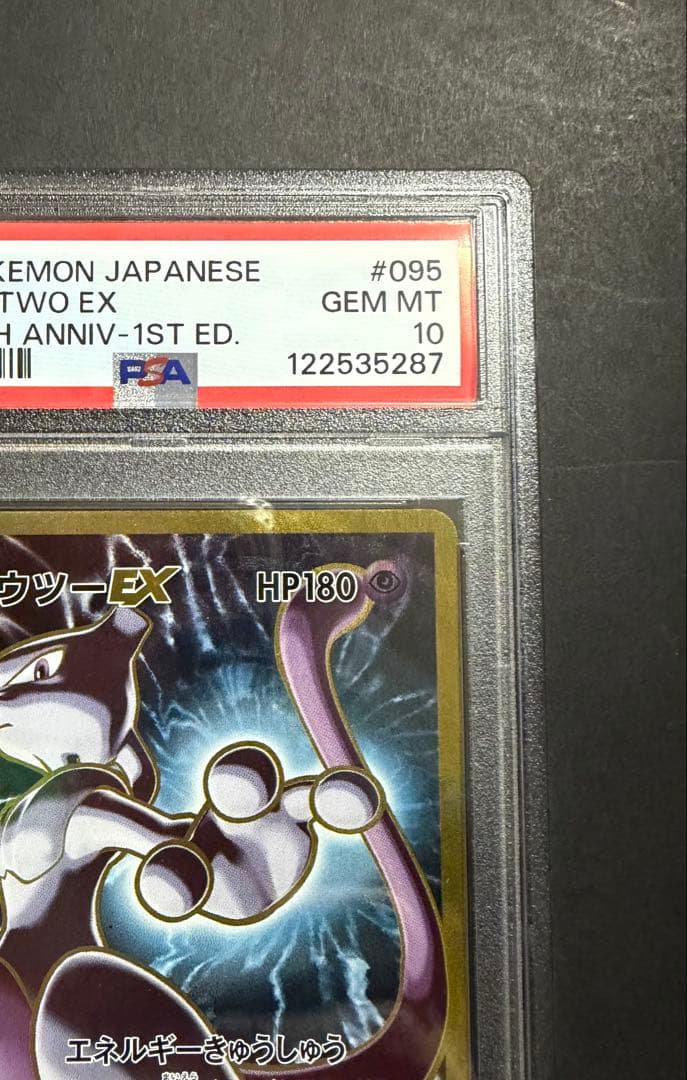 KEMON JAPANESE #095
TWO EX GEM MT
H ANNIV-1ST ED. 10
PSA 122535287
ウツーEX HP180
エネルギーきゅうしゅう